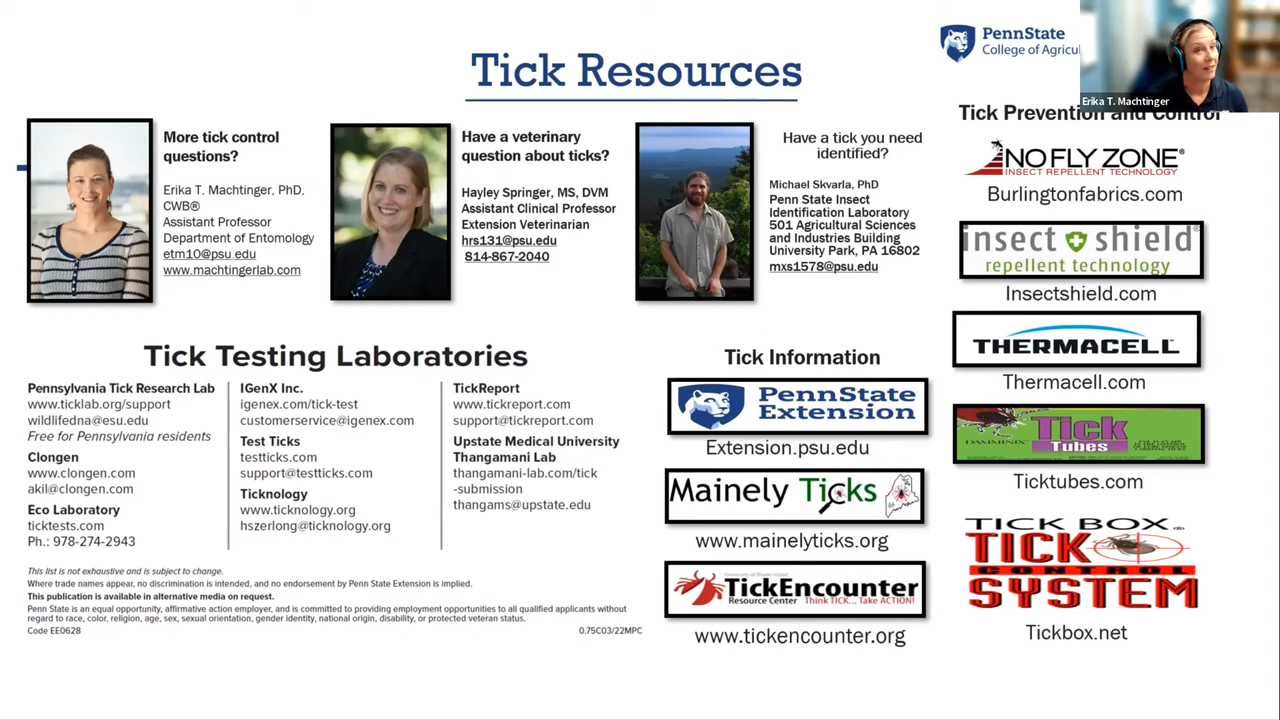 Tick Resources
PennState
College of Agricul
Erika T. Machtinger
More tick control
questions?
Erika T. Machtinger, PhD,
CWB®
Assistant Professor
Department of Entomology
etm10@psu.edu
www.machtingerlab.com
Have a veterinary
question about ticks?
Hayley Springer, MS, DVM
Assistant Clinical Professor
Extension Veterinarian
hrs131@psu.edu
814-867-2040
Have a tick you need
identified?
Michael Skvarla, PhD
Penn State Insect
Identification Laboratory
501 Agricultural Sciences
and Industries Building
University Park, PA 16802
mxs1578@psu.edu
Tick Prevention and Control
NO FLY ZONE®
INSECT REPELLENT TECHNOLOGY
Burlingtonfabrics.com
insect shield®
repellent technology
Insectshield.com
THERMACELL
Thermacell.com
DAMMINIX
Tick
Tubes
Ticktubes.com
TICK BOX®
TICK
CONTROL
SYSTEM
Tickbox.net
Tick Testing Laboratories
Pennsylvania Tick Research Lab
www.ticklab.org/support
wildlifedna@esu.edu
Free for Pennsylvania residents
Clongen
www.clongen.com
akil@clongen.com
Eco Laboratory
ticktests.com
Ph.: 978-274-2943
IGenX Inc.
igenex.com/tick-test
customerservice@igenex.com
Test Ticks
testticks.com
support@testticks.com
Ticknology
www.ticknology.org
hszerlong@ticknology.org
TickReport
www.tickreport.com
support@tickreport.com
Upstate Medical University
Thangamani Lab
thangamani-lab.com/tick
-submission
thangams@upstate.edu
This list is not exhaustive and is subject to change.
Where trade names appear, no discrimination is intended, and no endorsement by Penn State Extension is implied.
This publication is available in alternative media on request.
Penn State is an equal opportunity, affirmative action employer, and is committed to providing employment opportunities to all qualified applicants without
regard to race, color, religion, age, sex, sexual orientation, gender identity, national origin, disability, or protected veteran status.
Code EE0628 0.75C03/22MPC
Tick Information
PennState
Extension
Extension.psu.edu
Mainely Ticks
www.mainelyticks.org
University of Rhode Island
TickEncounter
Resource Center Think TICK... Take ACTION!
www.tickencounter.org